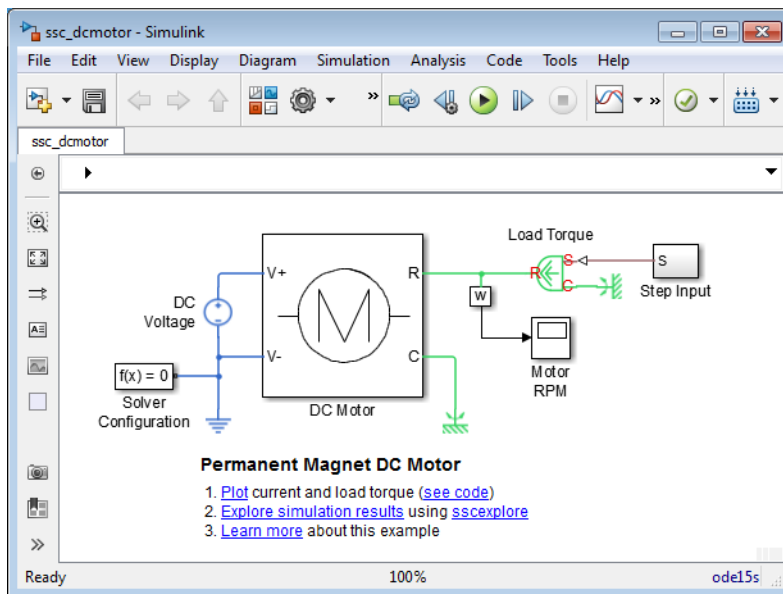 ssc_dcmotor - Simulink
File Edit View Display Diagram Simulation Analysis Code Tools Help
» »
ssc_dcmotor
Load Torque
V+ R R S S
C
DC
Voltage
w
Step Input
f(x) = 0
V- C
Solver
Configuration
M
DC Motor
Motor
RPM
Permanent Magnet DC Motor
1. Plot current and load torque (see code)
2. Explore simulation results using sscexplore
3. Learn more about this example
Ready 100% ode15s